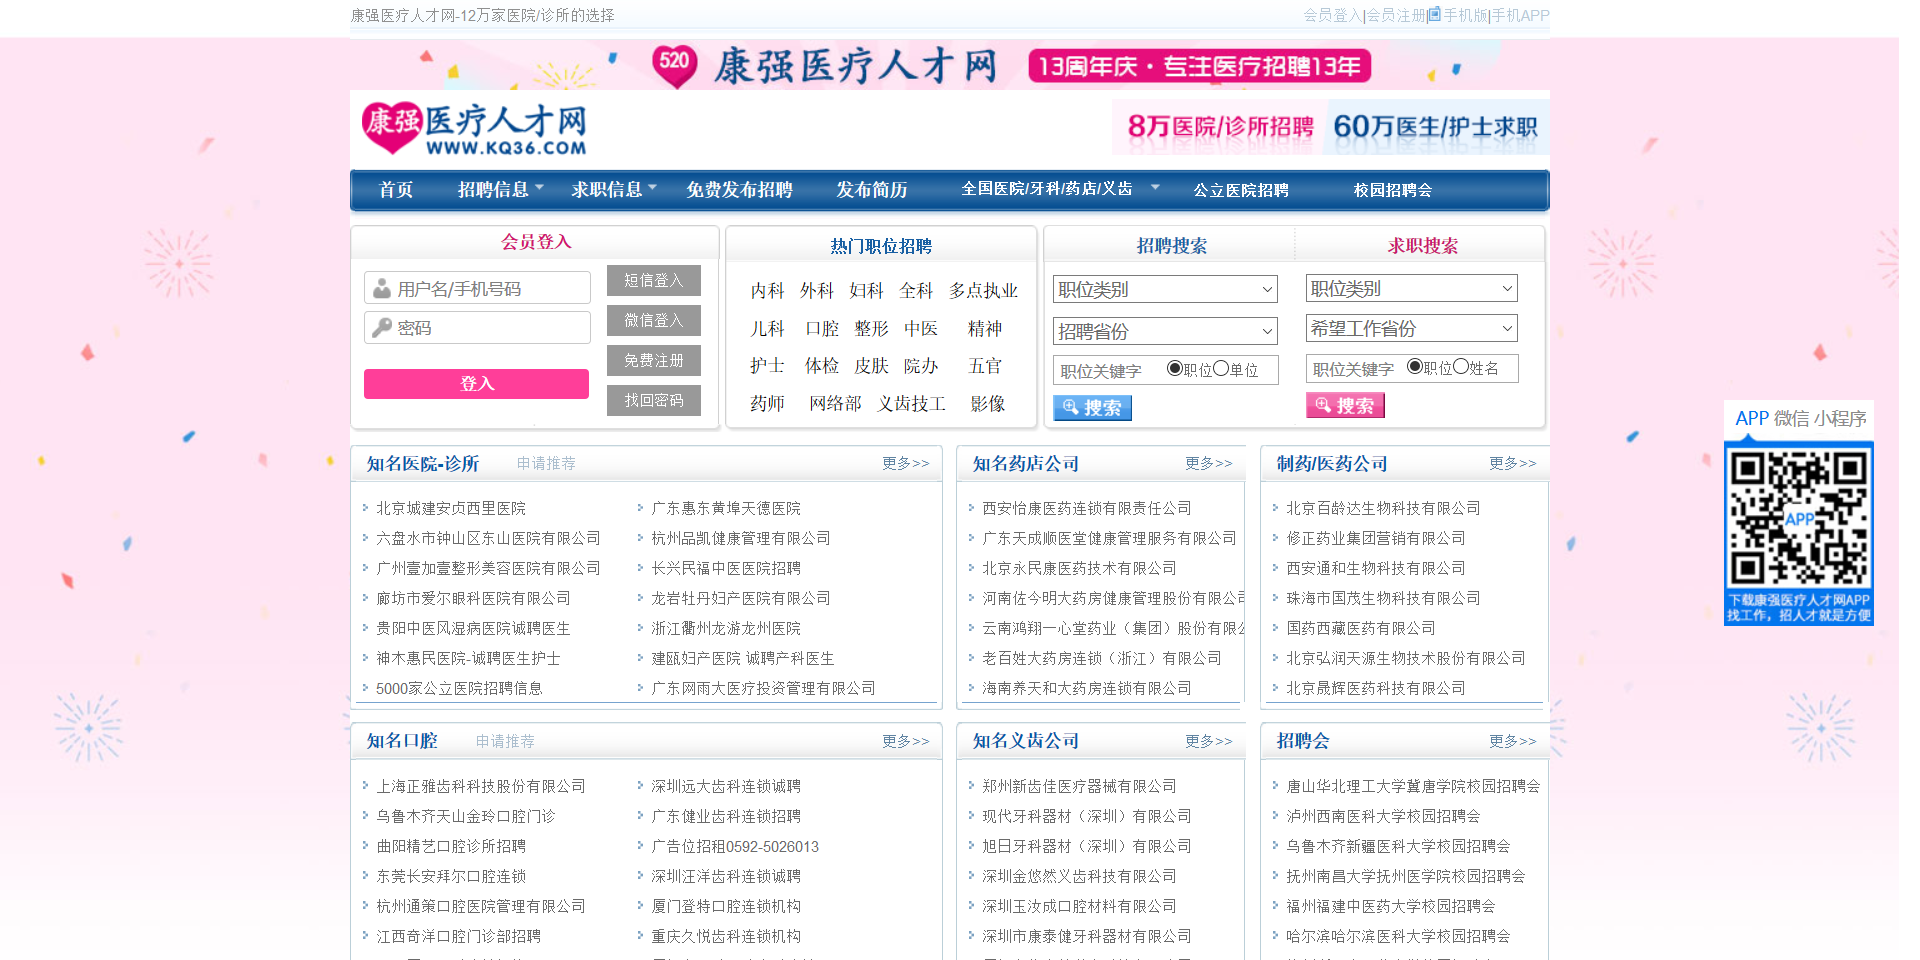 康强医疗人才网-12万家医院/诊所的选择
会员登入|会员注册|手机版|手机APP
520 康强医疗人才网 13周年庆·专注医疗招聘13年
康强医疗人才网
WWW.KQ36.COM
8万医院/诊所招聘 60万医生/护士求职
首页 招聘信息 求职信息 免费发布招聘 发布简历 全国医院/牙科/药店/义齿 公立医院招聘 校园招聘会
会员登入
用户名/手机号码
密码
登入
短信登入
微信登入
免费注册
找回密码
热门职位招聘
内科 外科 妇科 全科 多点执业
儿科 口腔 整形 中医 精神
护士 体检 皮肤 院办 五官
药师 网络部 义齿技工 影像
招聘搜索
职位类别
招聘省份
职位关键字 职位 单位
搜索
求职搜索
职位类别
希望工作省份
职位关键字 职位 姓名
搜索
APP 微信 小程序
APP
下载康强医疗人才网APP
找工作，招人才就是方便
知名医院-诊所 申请推荐 更多>>
北京城建安贞西里医院
广东惠东黄埠天德医院
六盘水市钟山区东山医院有限公司
杭州品凯健康管理有限公司
广州壹加壹整形美容医院有限公司
长兴民福中医医院招聘
廊坊市爱尔眼科医院有限公司
龙岩牡丹妇产医院有限公司
贵阳中医风湿病医院诚聘医生
浙江衢州龙游龙州医院
神木惠民医院-诚聘医生护士
建瓯妇产医院 诚聘产科医生
5000家公立医院招聘信息
广东网雨大医疗投资管理有限公司
知名药店公司 更多>>
西安怡康医药连锁有限责任公司
广东天成顺医堂健康管理服务有限公司
北京永民康医药技术有限公司
河南佐今明大药房健康管理股份有限公司
云南鸿翔一心堂药业（集团）股份有限公
老百姓大药房连锁（浙江）有限公司
海南养天和大药房连锁有限公司
制药/医药公司 更多>>
北京百龄达生物科技有限公司
修正药业集团营销有限公司
西安通和生物科技有限公司
珠海市国茂生物科技有限公司
国药西藏医药有限公司
北京弘润天源生物技术股份有限公司
北京晟辉医药科技有限公司
知名口腔 申请推荐 更多>>
上海正雅齿科科技股份有限公司
深圳远大齿科连锁诚聘
乌鲁木齐天山金玲口腔门诊
广东健业齿科连锁招聘
曲阳精艺口腔诊所招聘
广告位招租0592-5026013
东莞长安拜尔口腔连锁
深圳汪洋齿科连锁诚聘
杭州通策口腔医院管理有限公司
厦门登特口腔连锁机构
江西奇洋口腔门诊部招聘
重庆久悦齿科连锁机构
知名义齿公司 更多>>
郑州新齿佳医疗器械有限公司
现代牙科器材（深圳）有限公司
旭日牙科器材（深圳）有限公司
深圳金悠然义齿科技有限公司
深圳玉汝成口腔材料有限公司
深圳市康泰健牙科器材有限公司
招聘会 更多>>
唐山华北理工大学冀唐学院校园招聘会
泸州西南医科大学校园招聘会
乌鲁木齐新疆医科大学校园招聘会
抚州南昌大学抚州医学院校园招聘会
福州福建中医药大学校园招聘会
哈尔滨哈尔滨医科大学校园招聘会